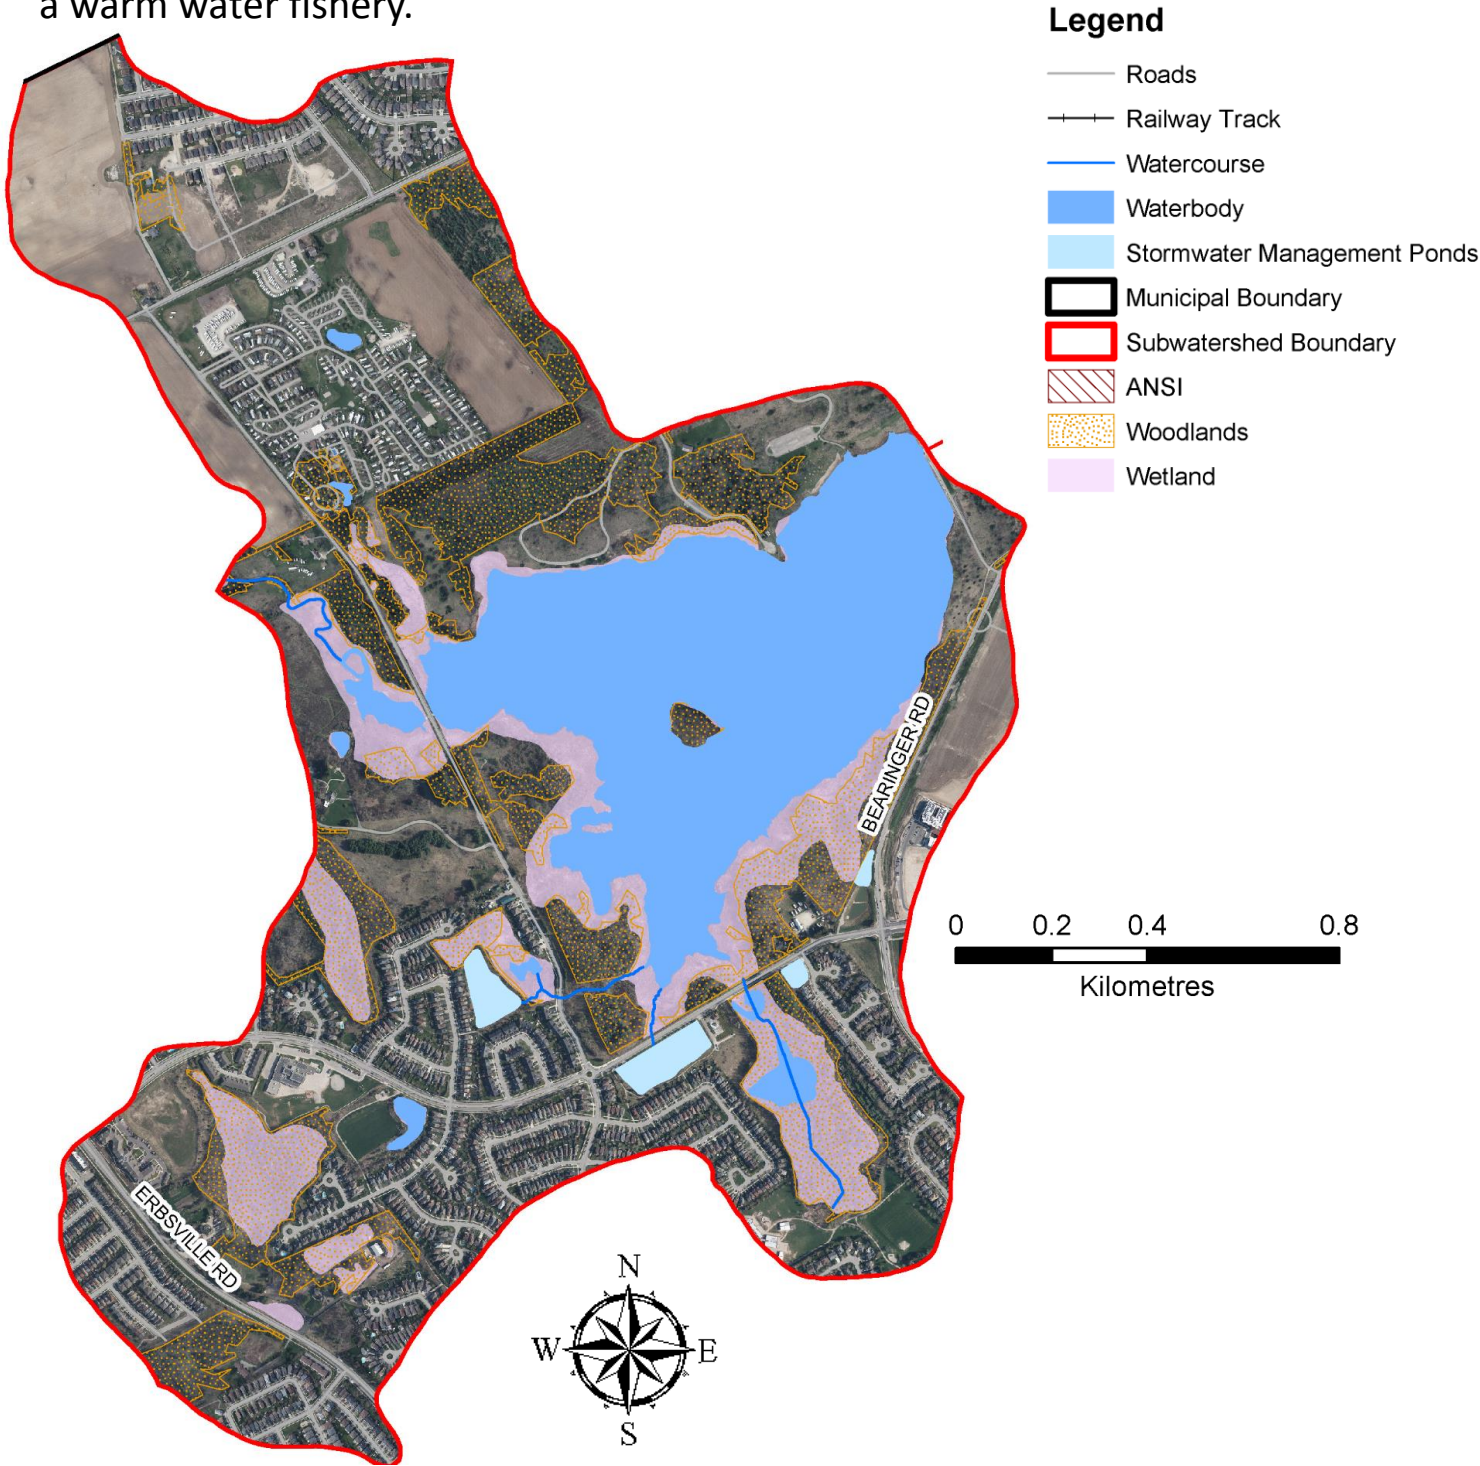 a warm water fishery.
Legend
Roads
Railway Track
Watercourse
Waterbody
Stormwater Management Ponds
Municipal Boundary
Subwatershed Boundary
ANSI
Woodlands
Wetland
BEARINGER RD
0 0.2 0.4 0.8
Kilometres
ERBSVILLE RD
N
W E
S